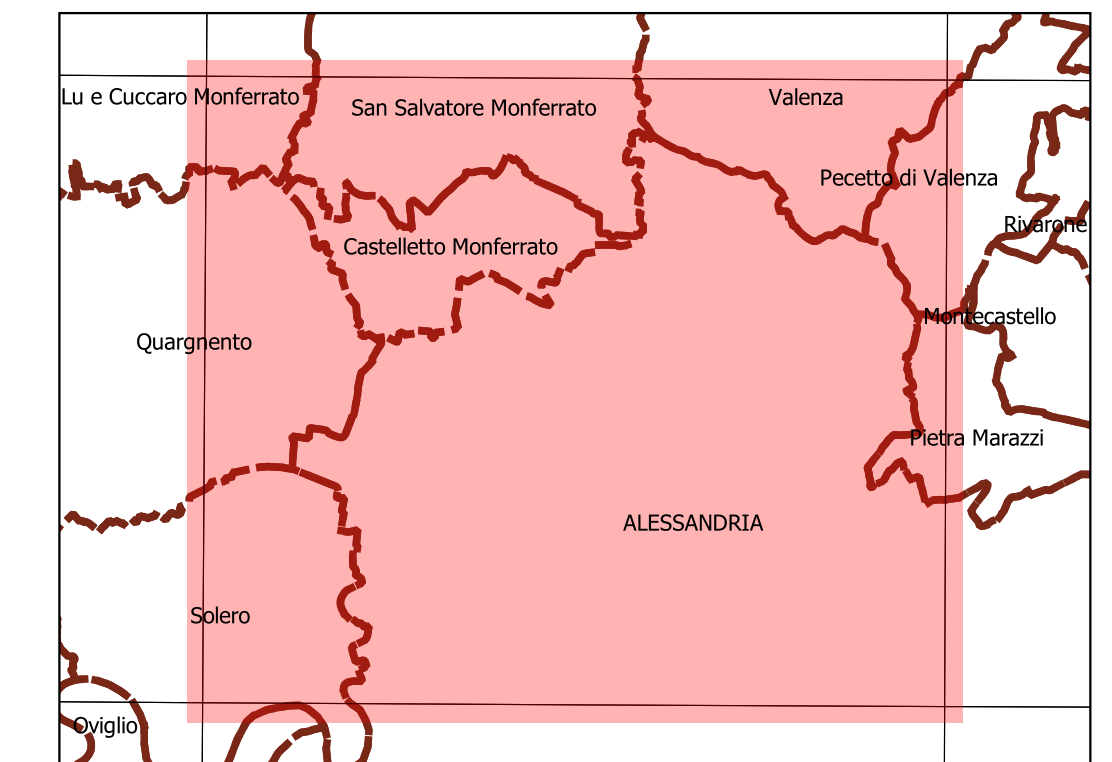 Lu e Cuccaro Monferrato
San Salvatore Monferrato
Valenza
Pecetto di Valenza
Rivarone
Castelletto Monferrato
Montecastello
Quargnento
Pietra Marazzi
ALESSANDRIA
Solero
Oviglio